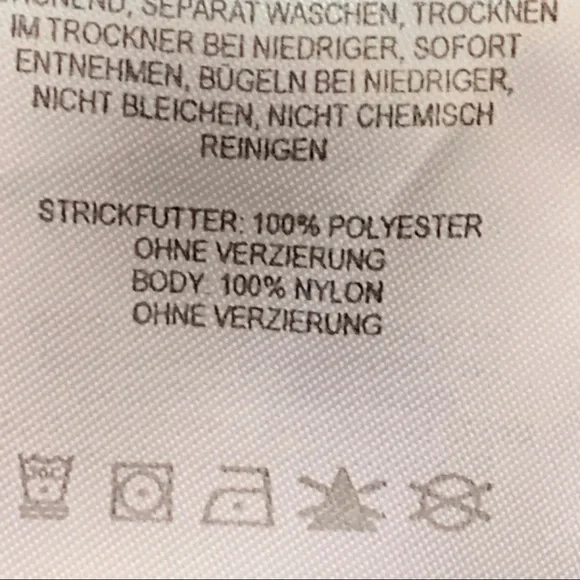 SEPARAT WASCHEN, TROCKNEN
IM TROCKNER BEI NIEDRIGER, SOFORT
ENTNEHMEN, BÜGELN BEI NIEDRIGER,
NICHT BLEICHEN, NICHT CHEMISCH
REINIGEN
STRICKFUTTER: 100% POLYESTER
OHNE VERZIERUNG
BODY: 100% NYLON
OHNE VERZIERUNG